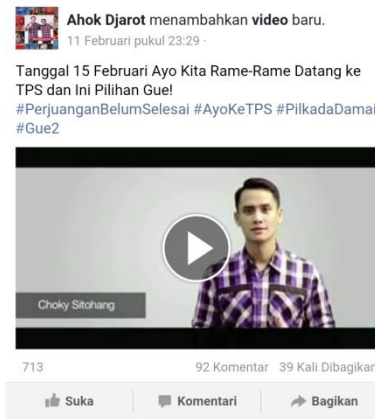 Ahok Djarot menambahkan video baru.
11 Februari pukul 23:29 ·
Tanggal 15 Februari Ayo Kita Rame-Rame Datang ke
TPS dan Ini Pilihan Gue!
#PerjuanganBelumSelesai #AyoKeTPS #PilkadaDamai
#Gue2
Choky Sitohang
713 92 Komentar 39 Kali Dibagikan
Suka Komentari Bagikan